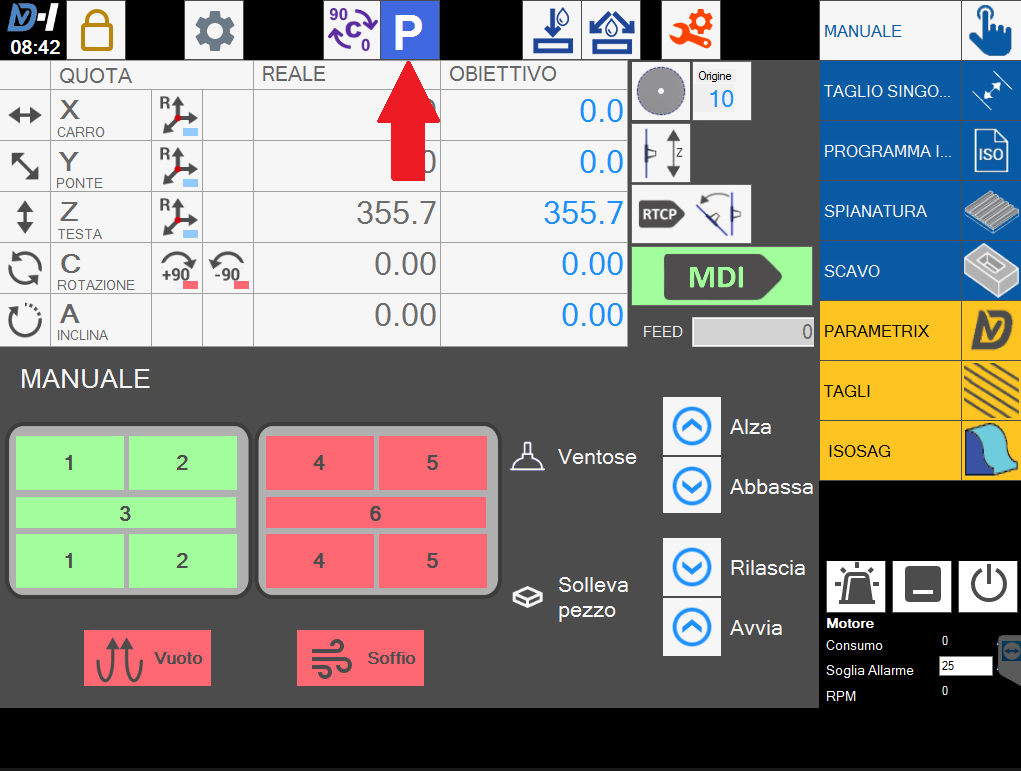 D-I
08:42
90 C 0
P
MANUALE
QUOTA REALE OBIETTIVO
Origine
10
TAGLIO SINGO...
X
CARRO
R
0.0
Y
PONTE
R
0
0.0
Z
PROGRAMMA I...
ISO
Z
TESTA
R
355.7
355.7
RTCP
SPIANATURA
C
ROTAZIONE
+90
-90
0.00
0.00
MDI
SCAVO
A
INCLINA
0.00
0.00
FEED 0
PARAMETRIX
MANUALE
TAGLI
ISOSAG
1 2
3
1 2
4 5
6
4 5
Ventose
Alza
Abbassa
Solleva
pezzo
Rilascia
Avvia
Vuoto
Soffio
Motore
Consumo 0
Soglia Allarme 25
RPM 0